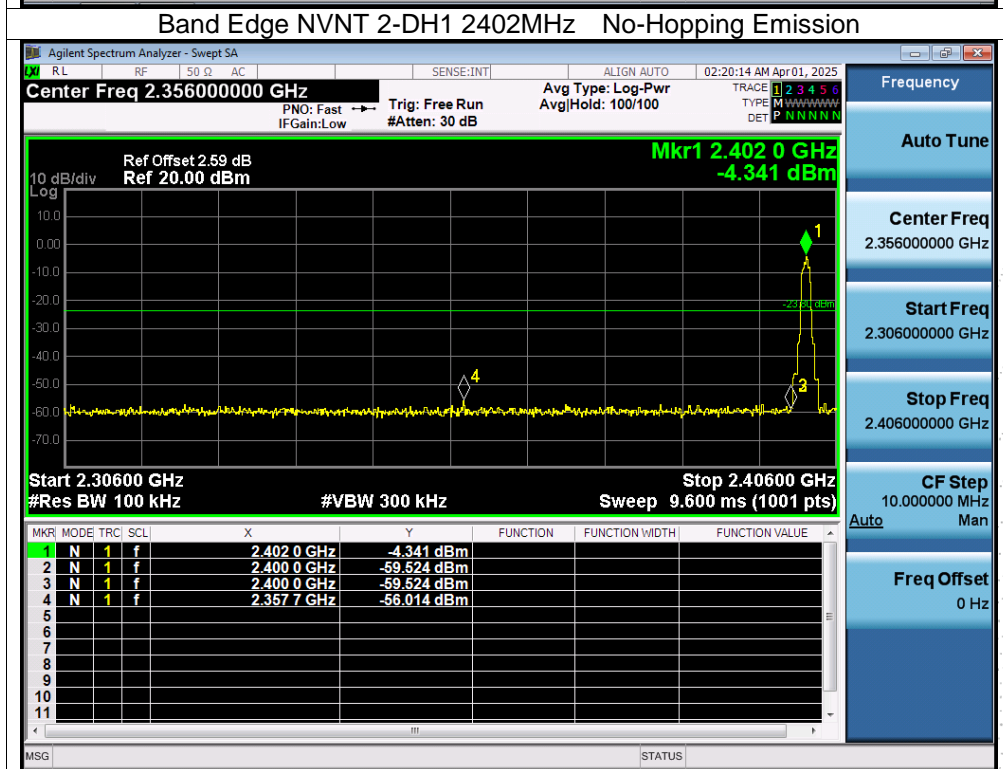 Band Edge NVNT 2-DH1 2402MHz No-Hopping Emission
Agilent Spectrum Analyzer - Swept SA
LXI RL RF 50 Ω AC SENSE:INT ALIGN AUTO 02:20:14 AM Apr 01, 2025
Center Freq 2.356000000 GHz
PNO: Fast
IFGain:Low
Trig: Free Run
#Atten: 30 dB
Avg Type: Log-Pwr
Avg|Hold: 100/100
TRACE 1 2 3 4 5 6
TYPE M WWWWW
DET P N N N N N
Frequency
Auto Tune
Center Freq
2.356000000 GHz
Start Freq
2.306000000 GHz
Stop Freq
2.406000000 GHz
CF Step
10.000000 MHz
Auto Man
Freq Offset
0 Hz
Mkr1 2.402 0 GHz
-4.341 dBm
Ref Offset 2.59 dB
10 dB/div Ref 20.00 dBm
Log
10.0
0.00
-10.0
-20.0
-30.0
-40.0
-50.0
-60.0
-70.0
1
4
Start 2.30600 GHz Stop 2.40600 GHz
#Res BW 100 kHz #VBW 300 kHz Sweep 9.600 ms (1001 pts)
MKR MODE TRC SCL X Y FUNCTION FUNCTION WIDTH FUNCTION VALUE
1 N 1 f 2.402 0 GHz -4.341 dBm
2 N 1 f 2.400 0 GHz -59.524 dBm
3 N 1 f 2.400 0 GHz -59.524 dBm
4 N 1 f 2.357 7 GHz -56.014 dBm
5
6
7
8
9
10
11
MSG STATUS